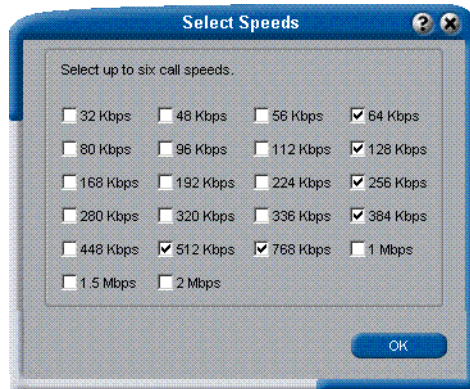 Select Speeds
Select up to six call speeds.
32 Kbps 48 Kbps 56 Kbps 64 Kbps
80 Kbps 96 Kbps 112 Kbps 128 Kbps
168 Kbps 192 Kbps 224 Kbps 256 Kbps
280 Kbps 320 Kbps 336 Kbps 384 Kbps
448 Kbps 512 Kbps 768 Kbps 1 Mbps
1.5 Mbps 2 Mbps
OK